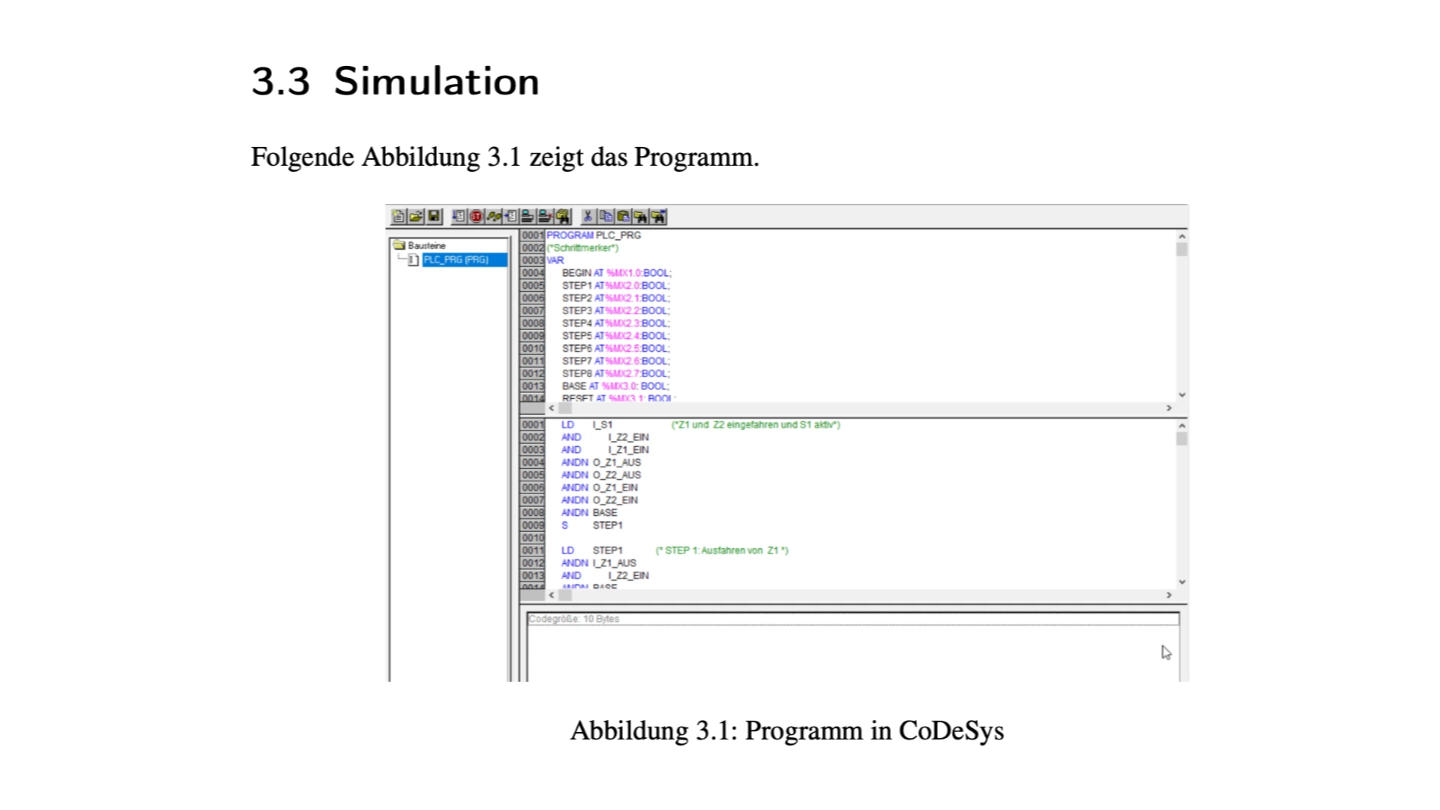 3.3 Simulation
Folgende Abbildung 3.1 zeigt das Programm.
Bausteine
PLC_PRG (PRG)
0001 PROGRAM PLC_PRG
0002 (*Schrittmerker*)
0003 VAR
0004 BEGIN AT %MX1.0:BOOL;
0005 STEP1 AT%MX2.0:BOOL;
0006 STEP2 AT%MX2.1:BOOL;
0007 STEP3 AT%MX2.2:BOOL;
0008 STEP4 AT%MX2.3:BOOL;
0009 STEP5 AT%MX2.4:BOOL;
0010 STEP6 AT%MX2.5:BOOL;
0011 STEP7 AT%MX2.6:BOOL;
0012 STEP8 AT%MX2.7:BOOL;
0013 BASE AT %MX3.0: BOOL;
0014 RESET AT %MX3.1: BOOL;
0001 LD I_S1 (*Z1 und Z2 eingefahren und S1 aktiv*)
0002 AND I_Z2_EIN
0003 AND I_Z1_EIN
0004 ANDN O_Z1_AUS
0005 ANDN O_Z2_AUS
0006 ANDN O_Z1_EIN
0007 ANDN O_Z2_EIN
0008 ANDN BASE
0009 S STEP1
0010
0011 LD STEP1 (* STEP 1: Ausfahren von Z1 *)
0012 ANDN I_Z1_AUS
0013 AND I_Z2_EIN
0014 ANDN BASE
Codegröße: 10 Bytes
Abbildung 3.1: Programm in CoDeSys